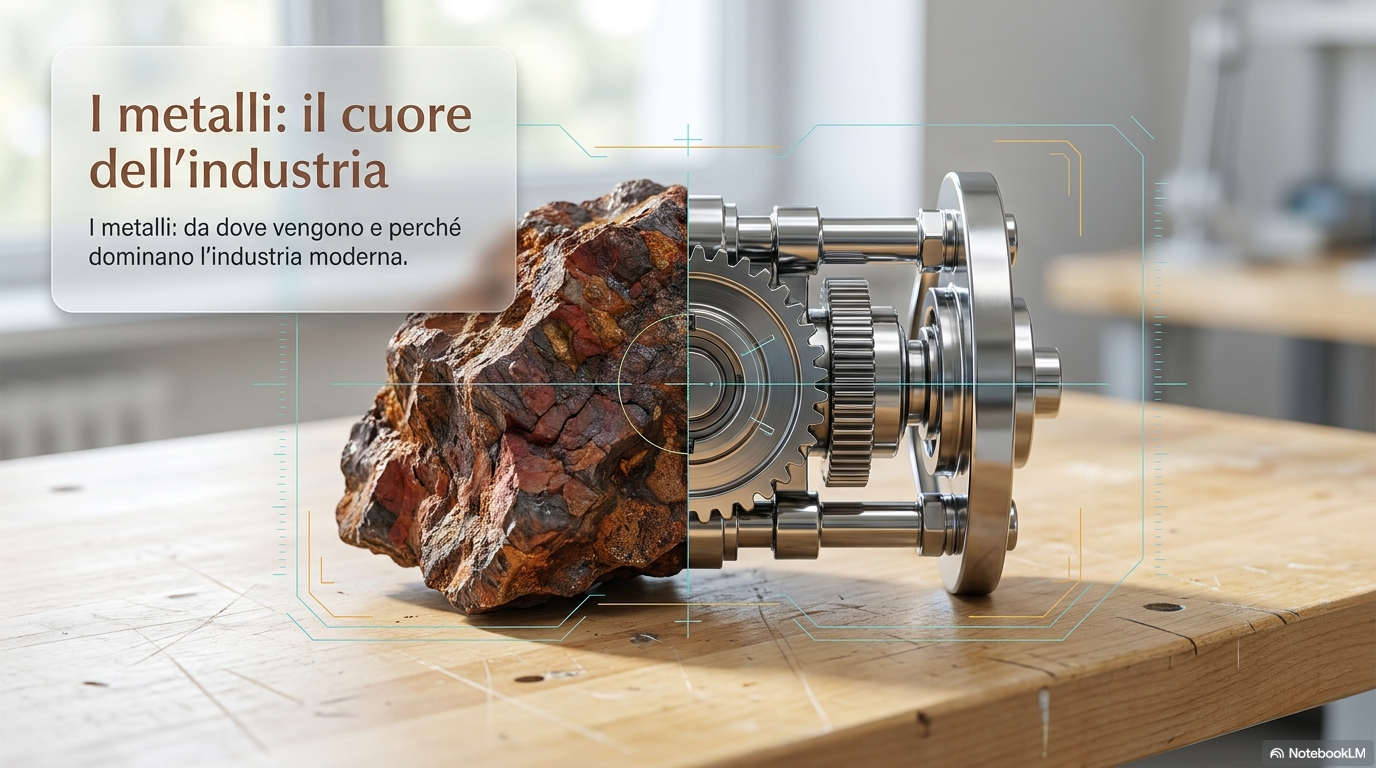 I metalli: il cuore
dell’industria
I metalli: da dove vengono e perché
dominano l’industria moderna.
NotebookLM